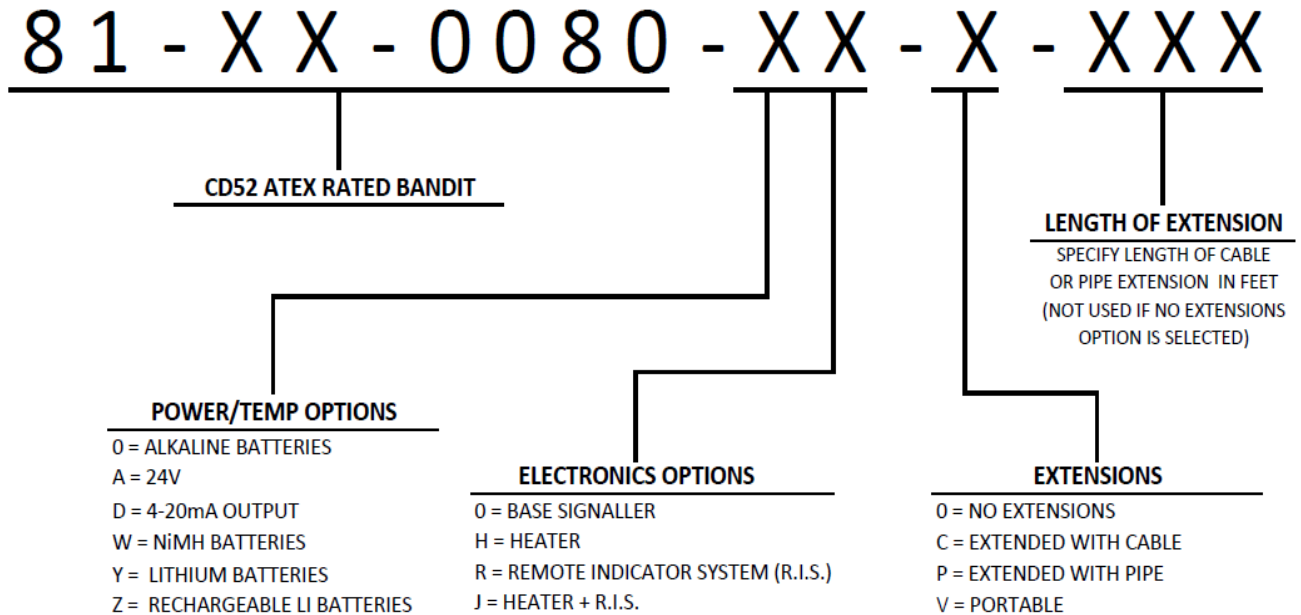 81-XX-0080-XX-X-XXX
CD52 ATEX RATED BANDIT
LENGTH OF EXTENSION
SPECIFY LENGTH OF CABLE
OR PIPE EXTENSION IN FEET
(NOT USED IF NO EXTENSIONS
OPTION IS SELECTED)
POWER/TEMP OPTIONS
0 = ALKALINE BATTERIES
A = 24V
D = 4-20mA OUTPUT
W = NiMH BATTERIES
Y = LITHIUM BATTERIES
Z = RECHARGEABLE LI BATTERIES
ELECTRONICS OPTIONS
0 = BASE SIGNALLER
H = HEATER
R = REMOTE INDICATOR SYSTEM (R.I.S.)
J = HEATER + R.I.S.
EXTENSIONS
0 = NO EXTENSIONS
C = EXTENDED WITH CABLE
P = EXTENDED WITH PIPE
V = PORTABLE